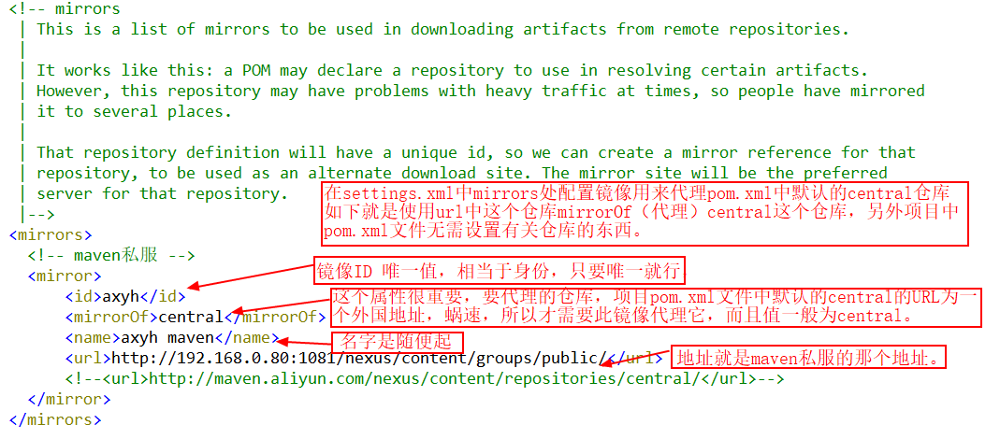 <!-- mirrors
| This is a list of mirrors to be used in downloading artifacts from remote repositories.
|
| It works like this: a POM may declare a repository to use in resolving certain artifacts.
| However, this repository may have problems with heavy traffic at times, so people have mirrored
| it to several places.
|
| That repository definition will have a unique id, so we can create a mirror reference for that
| repository, to be used as an alternate download site. The mirror site will be the preferred
| server for that repository.
|-->
在settings.xml中mirrors处配置镜像用来代理pom.xml中默认的central仓库
如下就是使用url中这个仓库mirrorOf（代理）central这个仓库，另外项目中
pom.xml文件无需设置有关仓库的东西。
<mirrors>
<!-- maven私服 -->
<mirror>
镜像ID 唯一值，相当于身份，只要唯一就行
<id>axyh</id>
这个属性很重要，要代理的仓库，项目pom.xml文件中默认的central的URL为一
个外国地址，蜗速，所以才需要此镜像代理它，而且值一般为central。
<mirrorOf>central</mirrorOf>
<name>axyh maven</name>
名字是随便起
<url>http://192.168.0.80:1081/nexus/content/groups/public/</url>
地址就是maven私服的那个地址。
<!--<url>http://maven.aliyun.com/nexus/content/repositories/central/</url>-->
</mirror>
</mirrors>